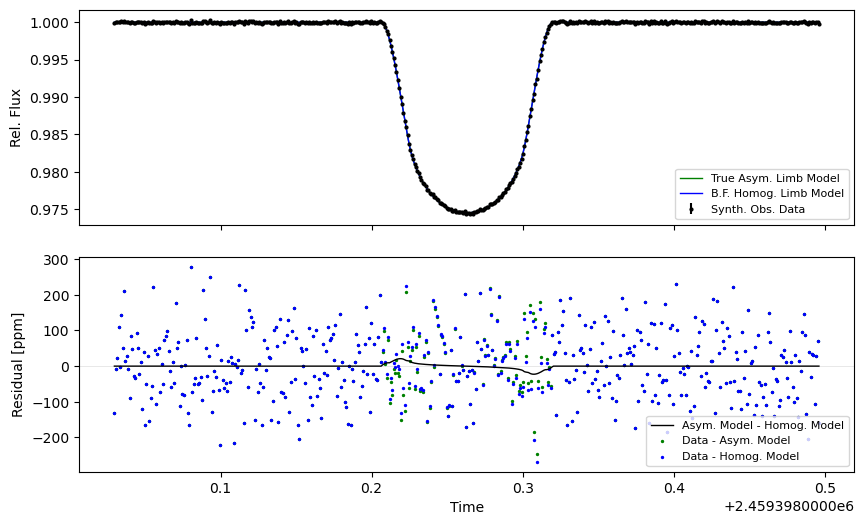 1.000
0.995
0.990
0.985
0.980
0.975
Rel. Flux
True Asym. Limb Model
B.F. Homog. Limb Model
Synth. Obs. Data
300
200
100
0
−100
−200
Residual [ppm]
Asym. Model - Homog. Model
Data - Asym. Model
Data - Homog. Model
0.1 0.2 0.3 0.4 0.5
Time
+2.4593980000e6